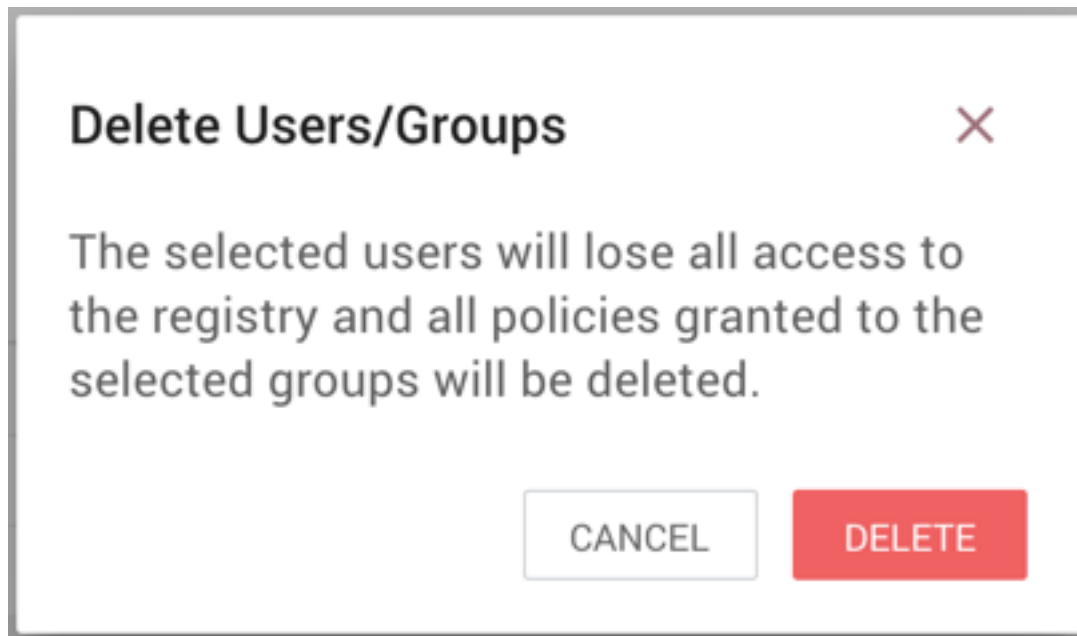 Delete Users/Groups
The selected users will lose all access to
the registry and all policies granted to the
selected groups will be deleted.
CANCEL
DELETE